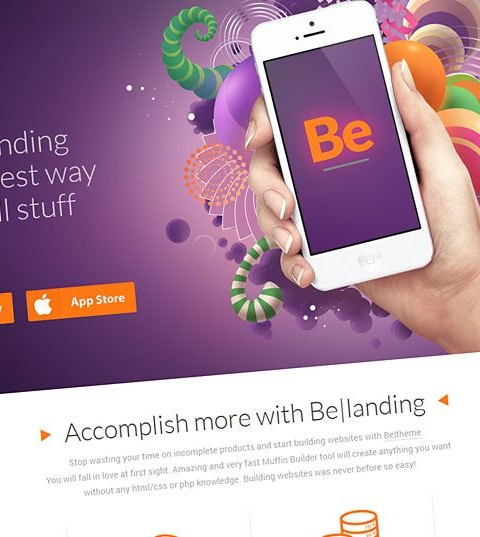 nding
est way
ll stuff
Be
App Store
Accomplish more with Be|landing
Stop wasting your time on incomplete products and start building websites with Be|theme .
You will fall in love at first sight. Amazing and very fast Muffin Builder tool will create anything you want
without any html/css or php knowledge. Building websites was never before so easy!